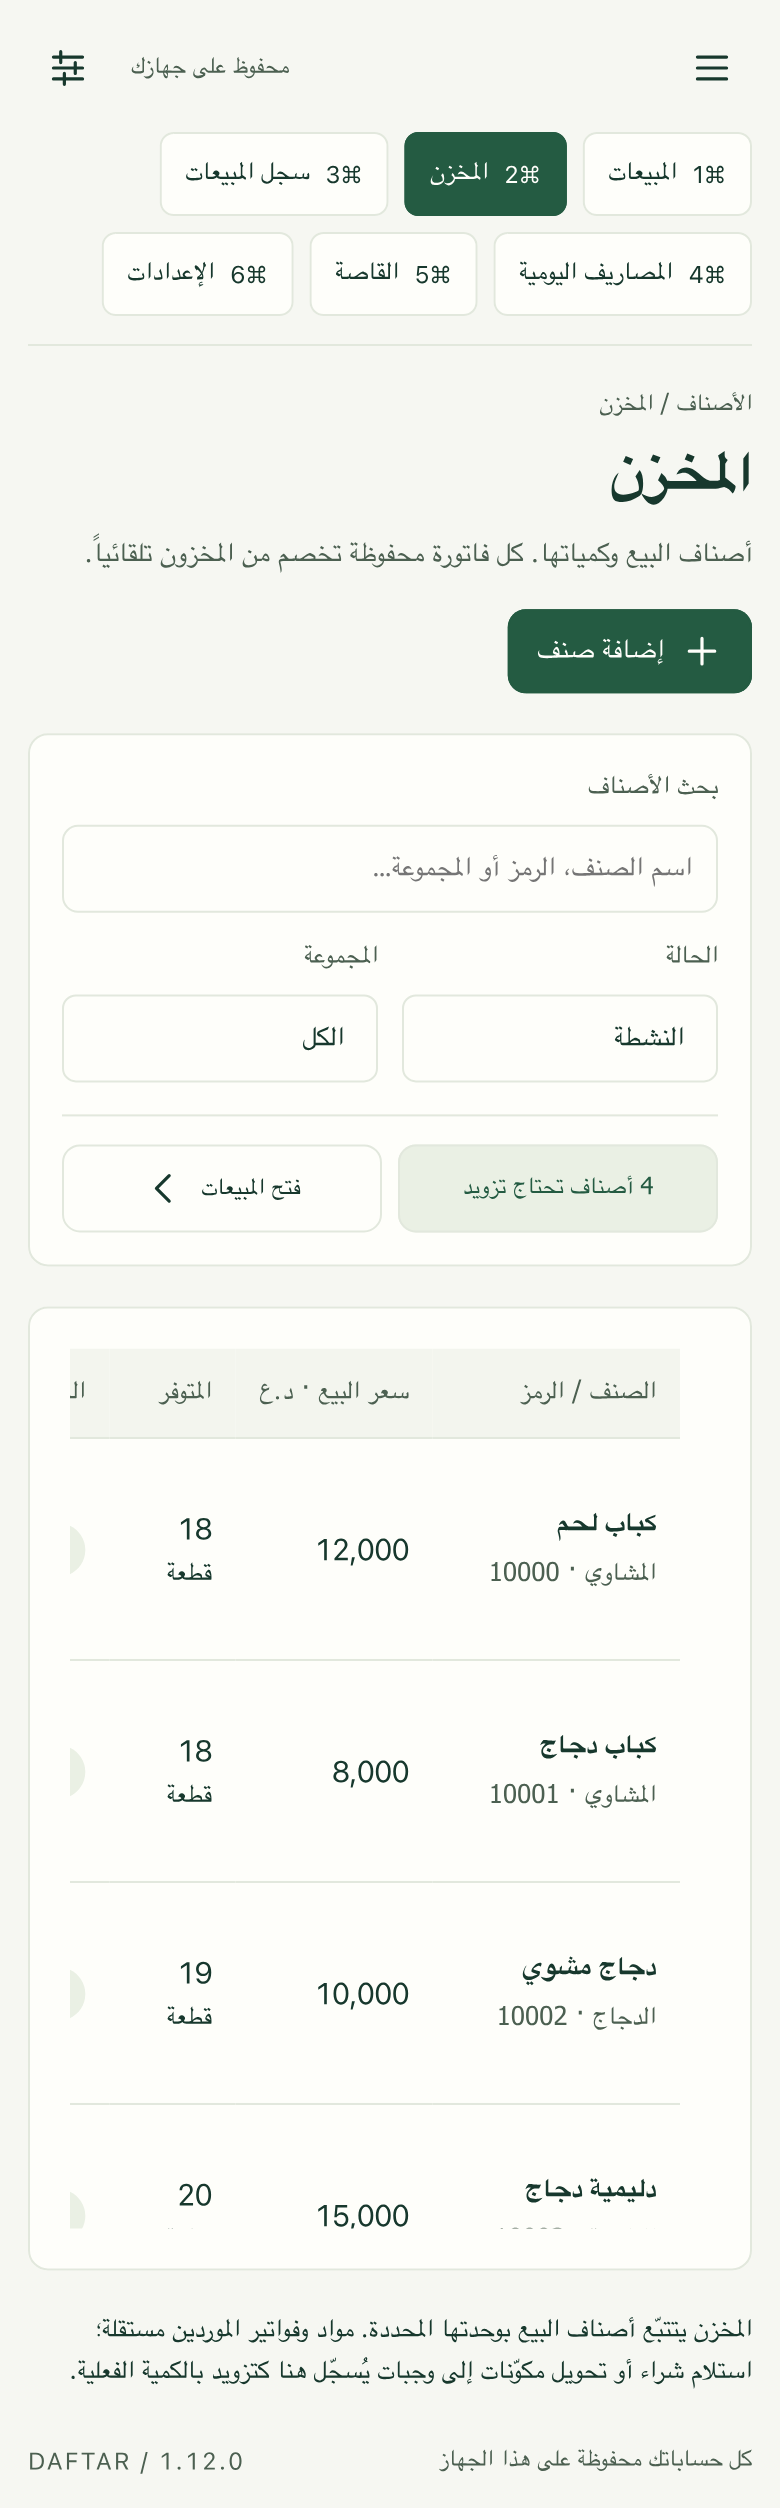 محفوظ على جهازك
⌘1 المبيعات
⌘2 المخزن
⌘3 سجل المبيعات
⌘4 المصاريف اليومية
⌘5 القاصة
⌘6 الإعدادات
الأصناف / المخزن
المخزن
أصناف البيع وكمياتها. كل فاتورة محفوظة تخصم من المخزون تلقائياً.
إضافة صنف
بحث الأصناف
اسم الصنف، الرمز أو المجموعة...
الحالة المجموعة
النشطة الكل
4 أصناف تحتاج تزويد
فتح المبيعات
الصنف / الرمز سعر البيع · د.ع المتوفر
كباب لحم 12,000 18
المشاوي · 10000 قطعة
كباب دجاج 8,000 18
المشاوي · 10001 قطعة
دجاج مشوي 10,000 19
الدجاج · 10002 قطعة
دليمية دجاج 15,000 20
المخزن يتتبّع أصناف البيع بوحدتها المحددة. مواد وفواتير الموردين مستقلة؛
استلام شراء أو تحويل مكوّنات إلى وجبات يُسجّل هنا كتزويد بالكمية الفعلية.
كل حساباتك محفوظة على هذا الجهاز
DAFTAR / 1.12.0